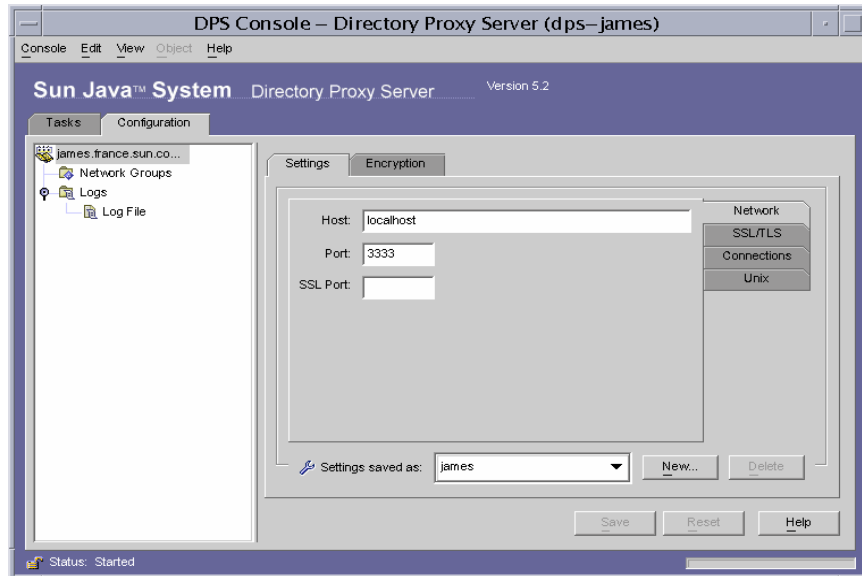 DPS Console – Directory Proxy Server (dps–james)
Console Edit View Object Help
Sun Java™ System Directory Proxy Server Version 5.2
Tasks Configuration
james.france.sun.co...
Network Groups
Logs
Log File
Settings Encryption
Host: localhost
Port: 3333
SSL Port:
Network
SSL/TLS
Connections
Unix
Settings saved as: james New... Delete
Save Reset Help
Status: Started